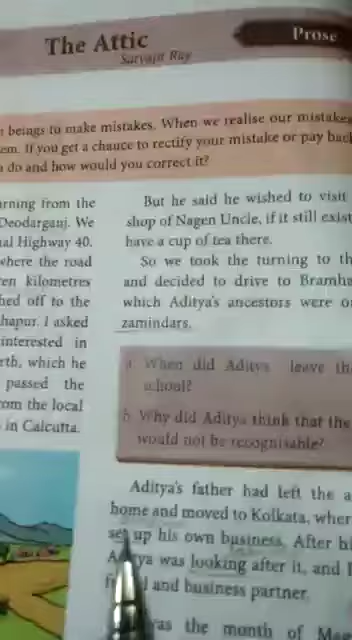 The Attic
Prose
Satyajit Ray
beings to make mistakes. When we realise our mistakes
em. If you get a chance to rectify your mistake or pay back
do and how would you correct it?
rning from the
Deodarganj. We
nal Highway 40.
where the road
en kilometres
hed off to the
hapur. I asked
interested in
rth, which he
passed the
rom the local
in Calcutta.
But he said he wished to visit
shop of Nagen Uncle, if it still exist
have a cup of tea there.
So we took the turning to th
and decided to drive to Bramha
which Aditya's ancestors were o
zamindars.
a When did Aditya leave th
school?
b Why did Aditya think that the
would not be recognisable?
Aditya's father had left the a
home and moved to Kolkata, wher
set up his own business. After hi
Aditya was looking after it, and I
and business partner.
was the month of